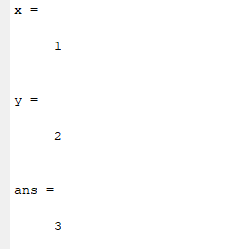 x =
1
y =
2
ans =
3